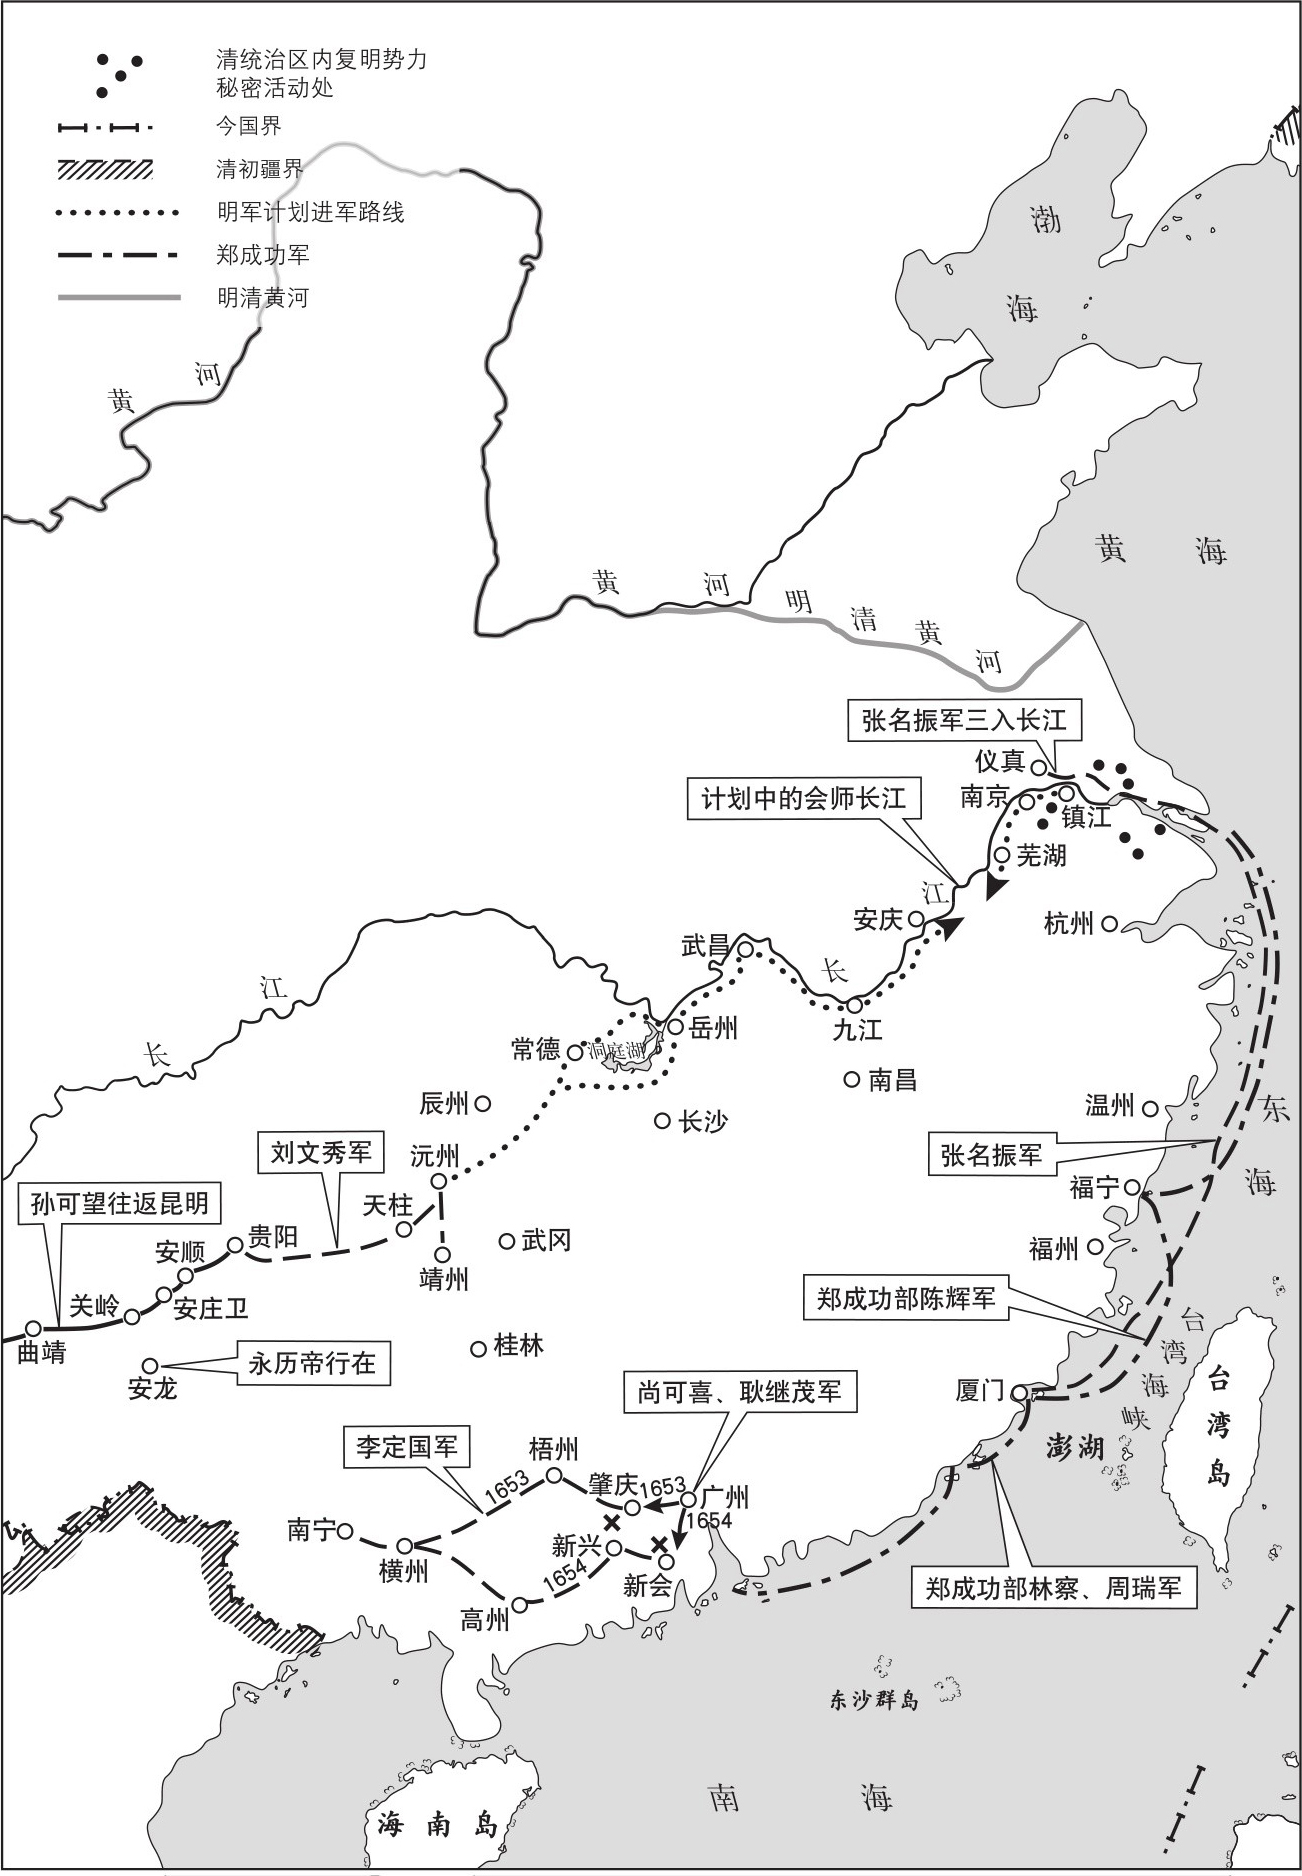 清统治区内复明势力
秘密活动处
今国界
清初疆界
明军计划进军路线
郑成功军
明清黄河
渤
海
黄
河
黄
海
黄
河
明
清
黄
河
张名振军三入长江
仪真
计划中的会师长江
南京
镇江
芜湖
江
安庆
杭州
武昌
长
江
九江
岳州
常德
洞庭湖
长
南昌
辰州
长沙
温州
东
海
沅州
刘文秀军
张名振军
孙可望往返昆明
天柱
福宁
贵阳
武冈
福州
安顺
靖州
安庄卫
关岭
郑成功部陈辉军
曲靖
桂林
台
湾
海
峡
永历帝行在
安龙
尚可喜、耿继茂军
厦门
台
湾
岛
澎湖
李定国军
梧州
1653
肇庆
1653
广州
1654
南宁
横州
新兴
1654
新会
高州
郑成功部林察、周瑞军
东沙群岛
南
海
海南岛